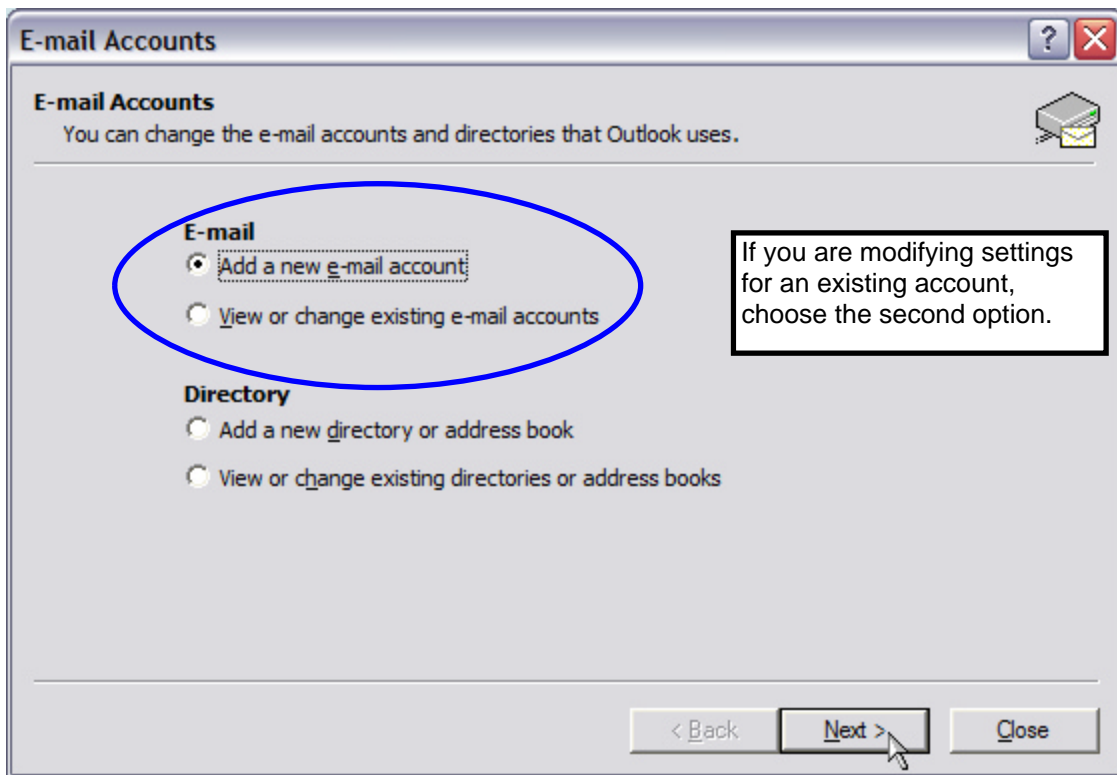 E-mail Accounts
?
E-mail Accounts
You can change the e-mail accounts and directories that Outlook uses.
E-mail
Add a new e-mail account
View or change existing e-mail accounts
If you are modifying settings
for an existing account,
choose the second option.
Directory
Add a new directory or address book
View or change existing directories or address books
< Back
Next >
Close